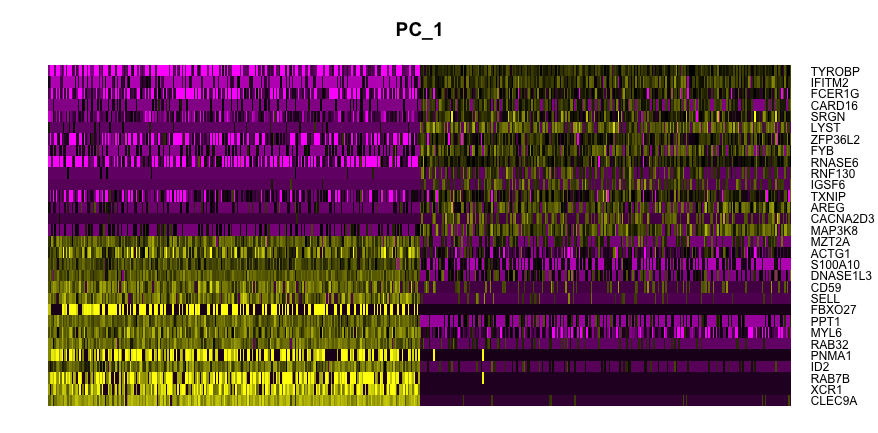 PC_1
TYROBP
IFITM2
FCER1G
CARD16
SRGN
LYST
ZFP36L2
FYB
RNASE6
RNF130
IGSF6
TXNIP
AREG
CACNA2D3
MAP3K8
MZT2A
ACTG1
S100A10
DNASE1L3
CD59
SELL
FBXO27
PPT1
MYL6
RAB32
PNMA1
ID2
RAB7B
XCR1
CLEC9A